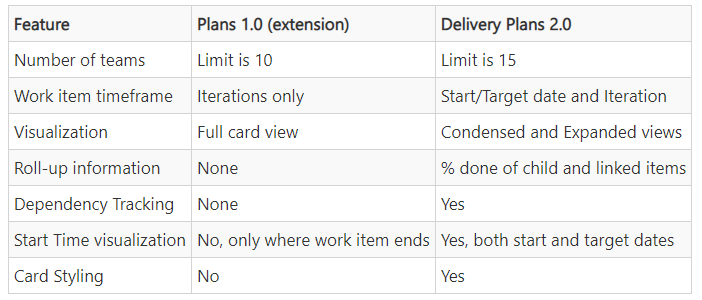 Feature Plans 1.0 (extension) Delivery Plans 2.0
Number of teams Limit is 10 Limit is 15
Work item timeframe Iterations only Start/Target date and Iteration
Visualization Full card view Condensed and Expanded views
Roll-up information None % done of child and linked items
Dependency Tracking None Yes
Start Time visualization No, only where work item ends Yes, both start and target dates
Card Styling No Yes